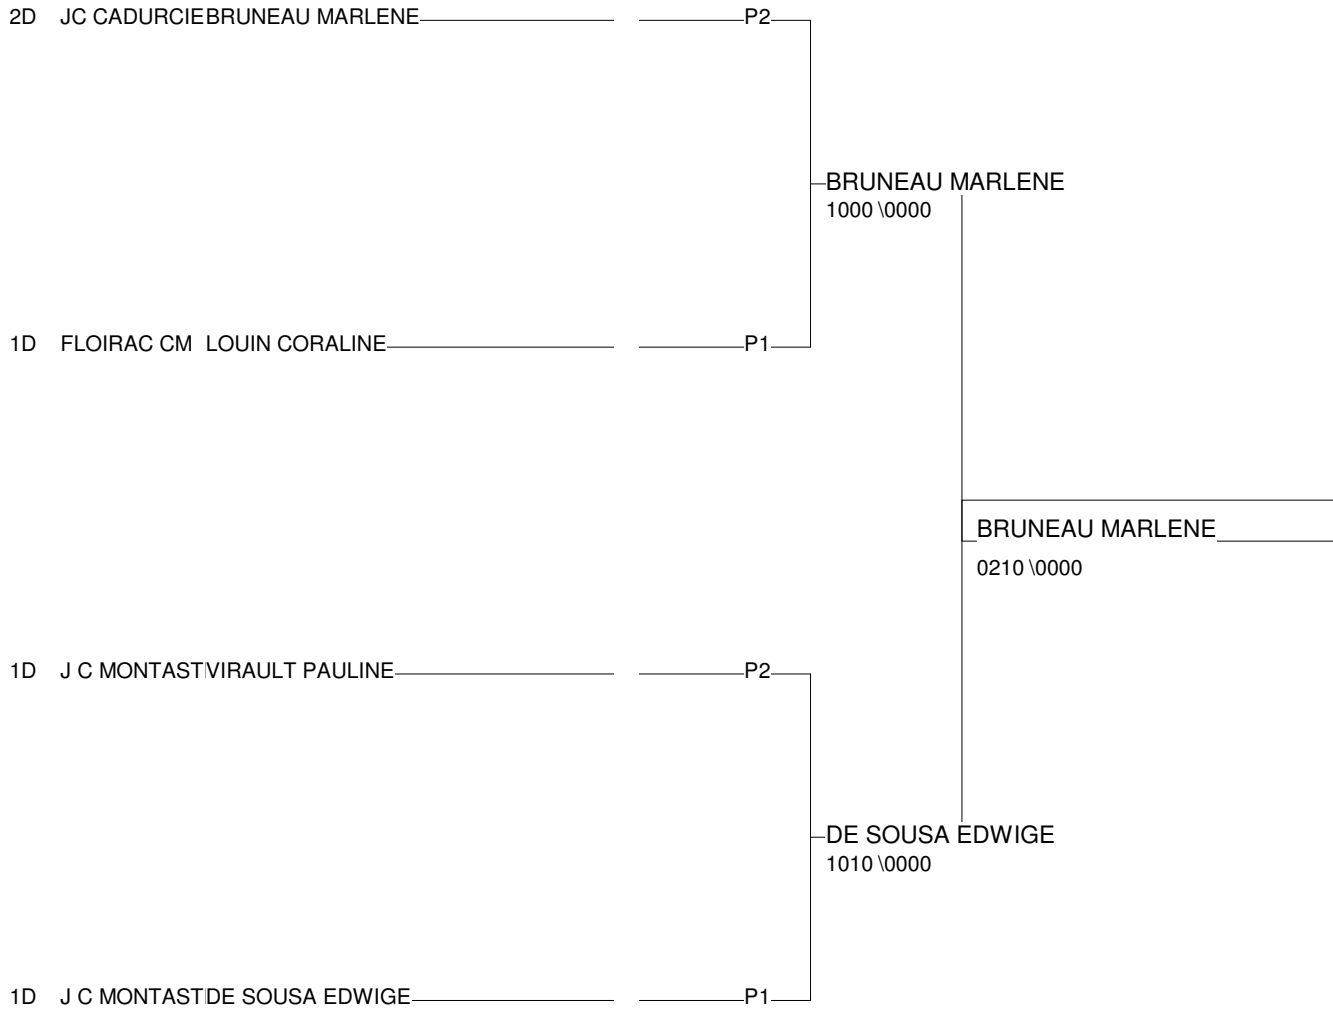 2D JC CADURCIE BRUNEAU MARLENE P2
BRUNEAU MARLENE
1000 \0000
1D FLOIRAC CM LOUIN CORALINE P1
BRUNEAU MARLENE
0210 \0000
1D J C MONTAST VIRAULT PAULINE P2
DE SOUSA EDWIGE
1010 \0000
1D J C MONTAST DE SOUSA EDWIGE P1